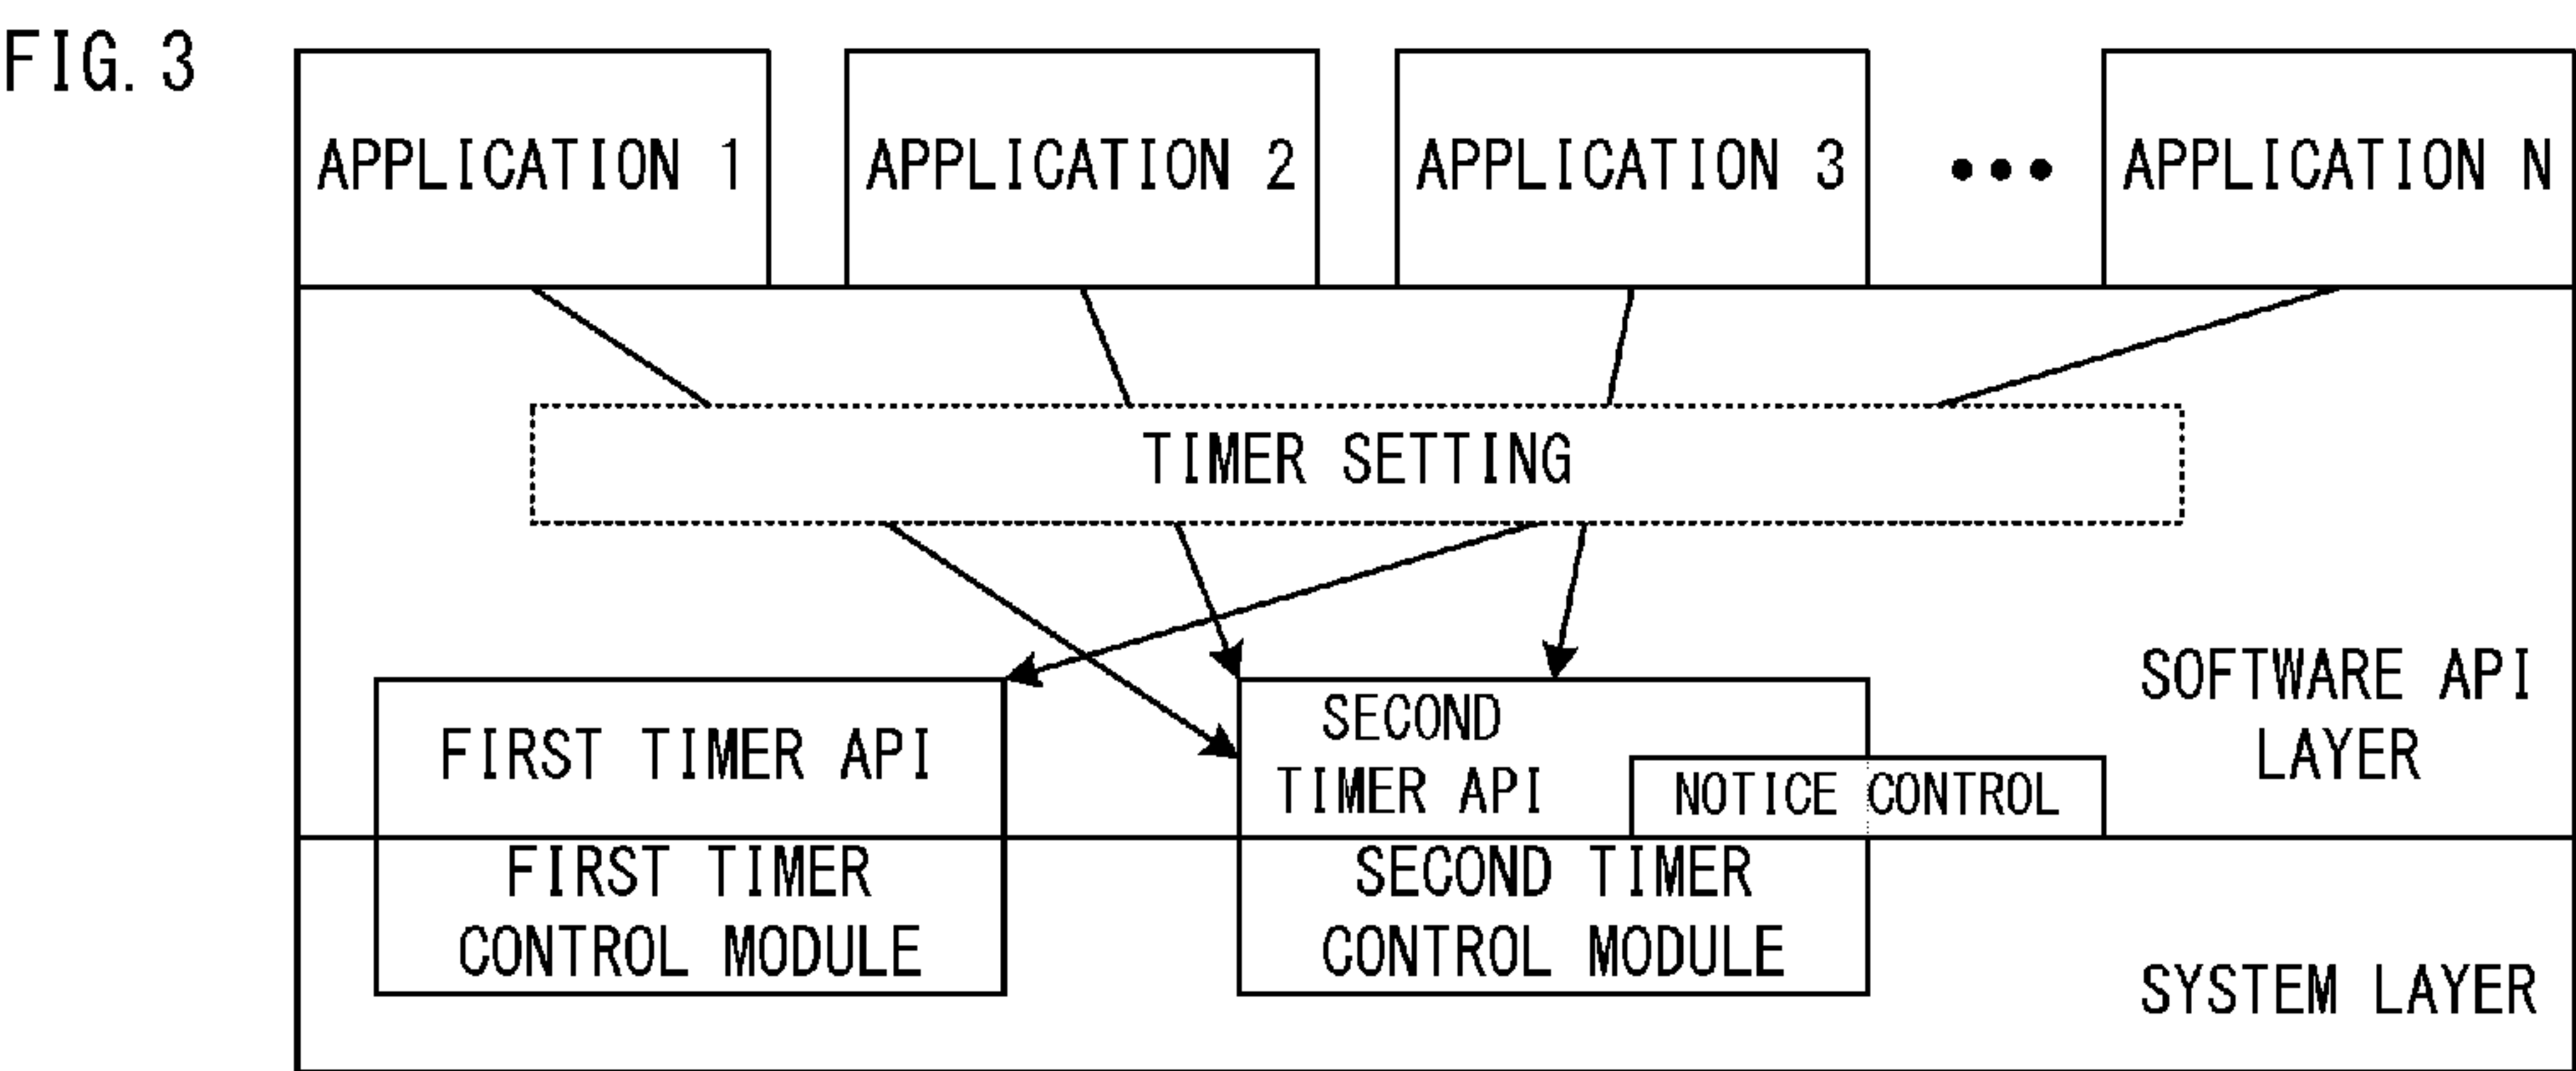 FIG. 3
APPLICATION 1
APPLICATION 2
APPLICATION 3
•••
APPLICATION N
TIMER SETTING
SOFTWARE API
LAYER
FIRST TIMER API
SECOND
TIMER API
NOTICE CONTROL
FIRST TIMER
CONTROL MODULE
SECOND TIMER
CONTROL MODULE
SYSTEM LAYER